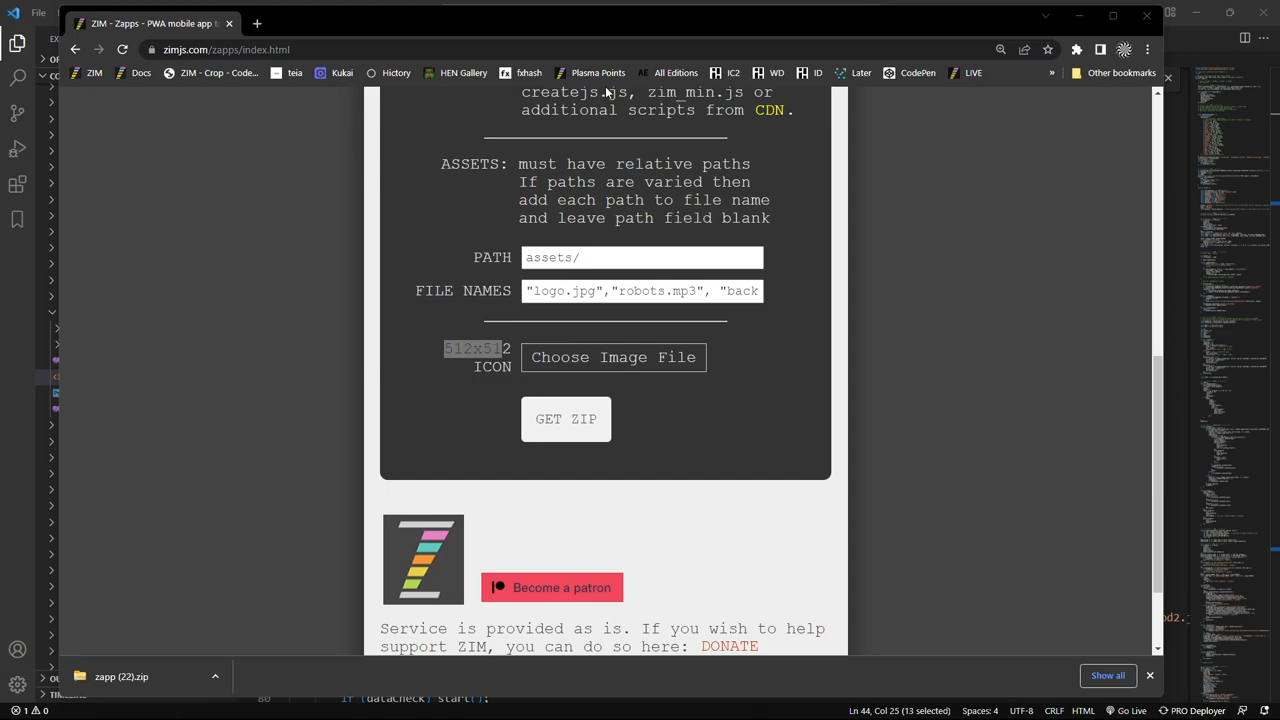 File
ZIM - Zapps - PWA mobile app t
zimjs.com/zapps/index.html
ZIM
Docs
ZIM - Crop - Code...
teia
Kukai
Hictory
HEN Gallery
fxhash
Plasma Points
All Edit
IC2
WD
ID
Later
CodePen
LIVE
Other bookmarks
createjs.js, zim_min.js or
aditional scripts from CDN.
ASSETS: must have relative paths
If paths are varied then
add each path to file name
and leave path field blank
PATH assets/
FILE NAMES "logo.jpg","robots.mp3", "back
512x512
ICON
Choose Image File
GET ZIP
Become a patron
Service is provided as is. If you wish to help
support ZIM, you can do so here: DONATE
zapp (22).zip
Show all
80 if (dataCheck) start();
1 0
Ln 44, Col 25 (13 selected)
Spaces: 4
UTF-8
CRLF
HTML
Go Live
PRO Deployer